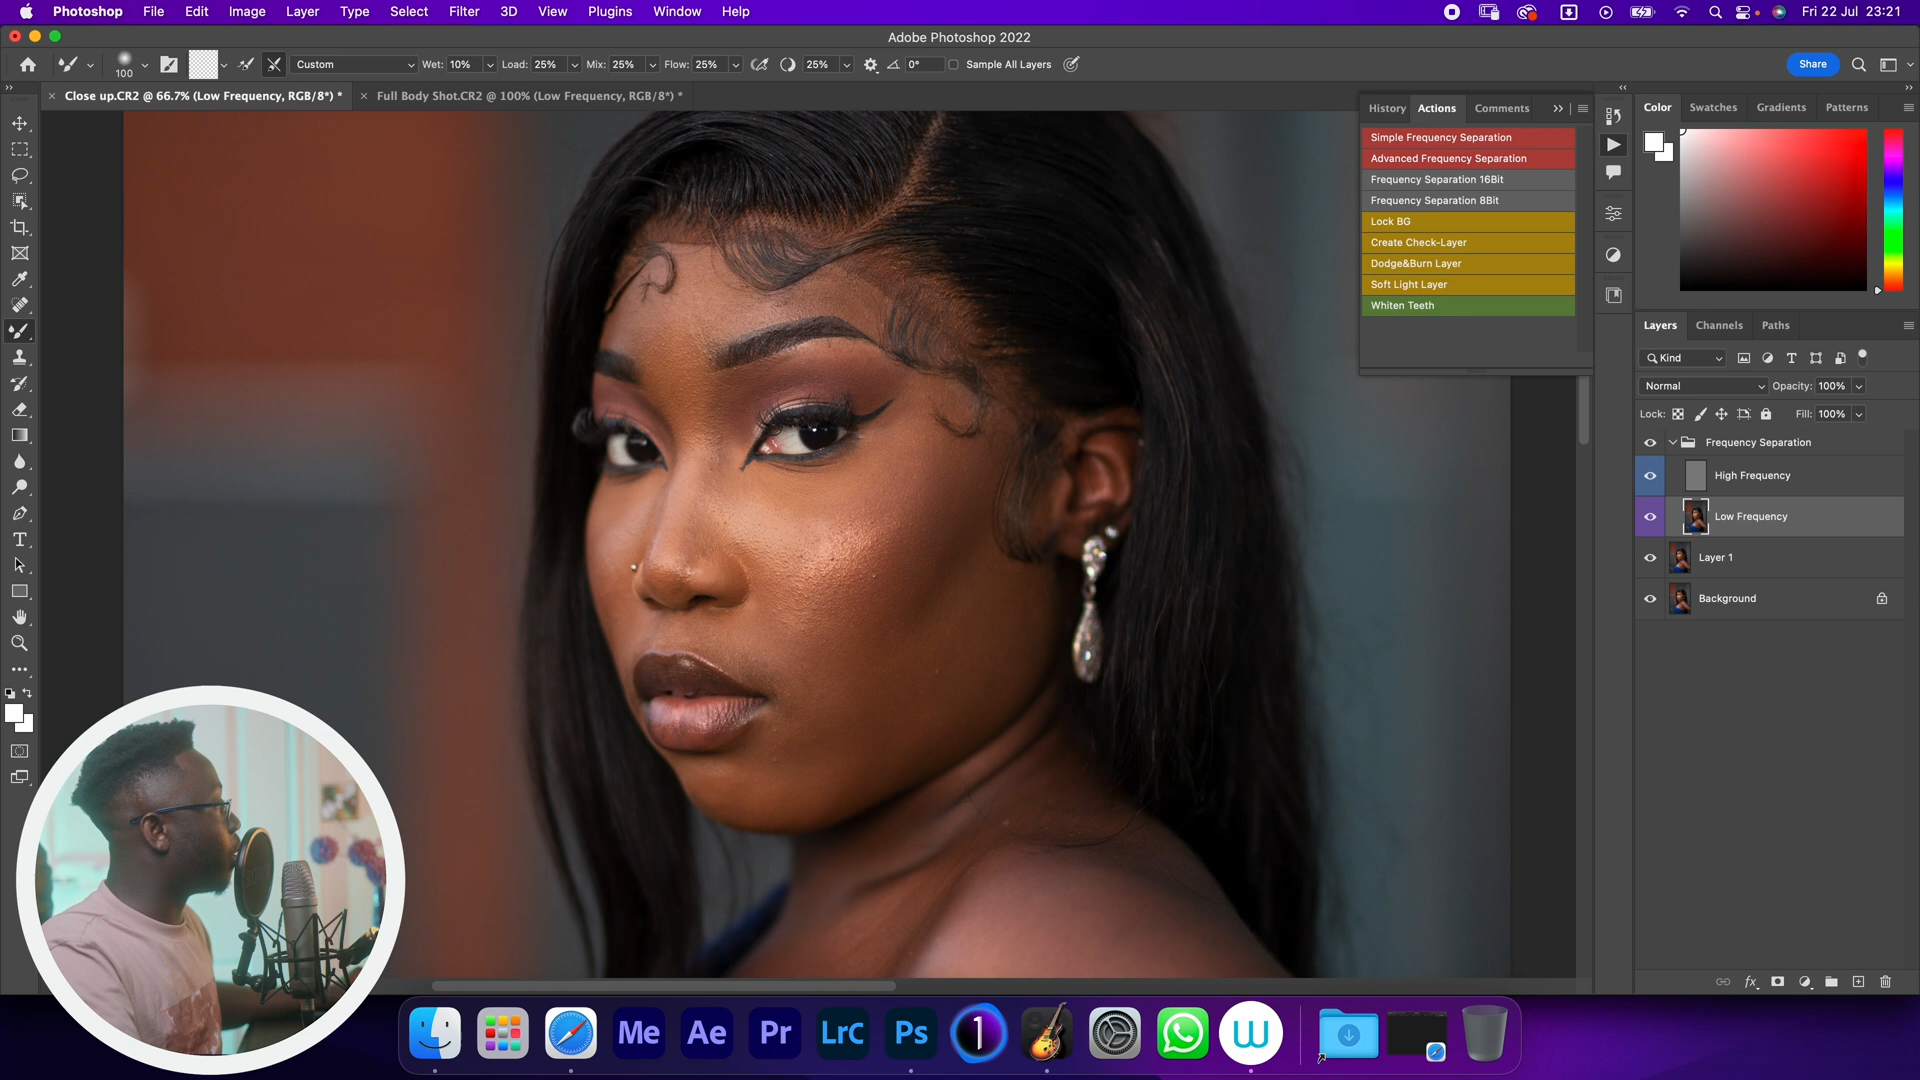 Photoshop File Edit Image Layer Type Select Filter 3D View Plugins Window Help
Fri 22 Jul 23:21
Adobe Photoshop 2022
100
Custom
Wet: 10%
Load: 25%
Mix: 25%
Flow: 25%
25%
0°
Sample All Layers
Share
Close up.CR2 @ 66.7% (Low Frequency, RGB/8*) *
Full Body Shot.CR2 @ 100% (Low Frequency, RGB/8*) *
History Actions Comments
Simple Frequency Separation
Advanced Frequency Separation
Frequency Separation 16Bit
Frequency Separation 8Bit
Lock BG
Create Check-Layer
Dodge&Burn Layer
Soft Light Layer
Whiten Teeth
Color Swatches Gradients Patterns
Layers Channels Paths
Kind
Normal
Opacity: 100%
Lock:
Fill: 100%
Frequency Separation
High Frequency
Low Frequency
Layer 1
Background
fx
Me
Ae
Pr
LrC
Ps
1
W